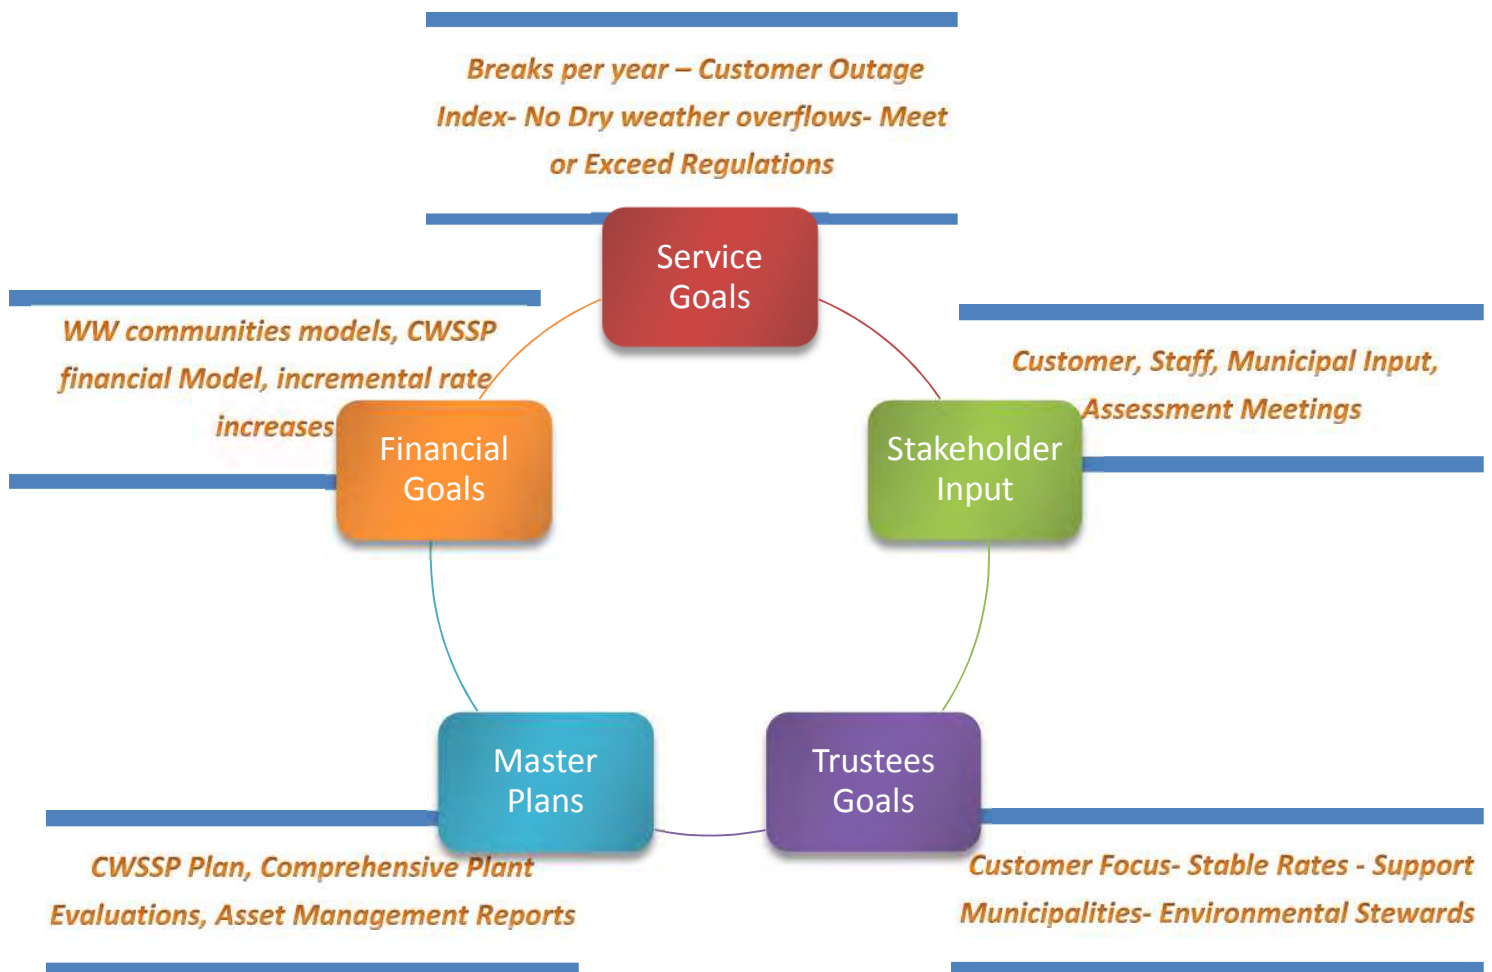 Breaks per year – Customer Outage
Index- No Dry weather overflows- Meet
or Exceed Regulations
Service
Goals
WW communities models, CWSSP
financial Model, incremental rate
increases
Financial
Goals
Customer, Staff, Municipal Input,
Assessment Meetings
Stakeholder
Input
Master
Plans
CWSSP Plan, Comprehensive Plant
Evaluations, Asset Management Reports
Trustees
Goals
Customer Focus- Stable Rates - Support
Municipalities- Environmental Stewards